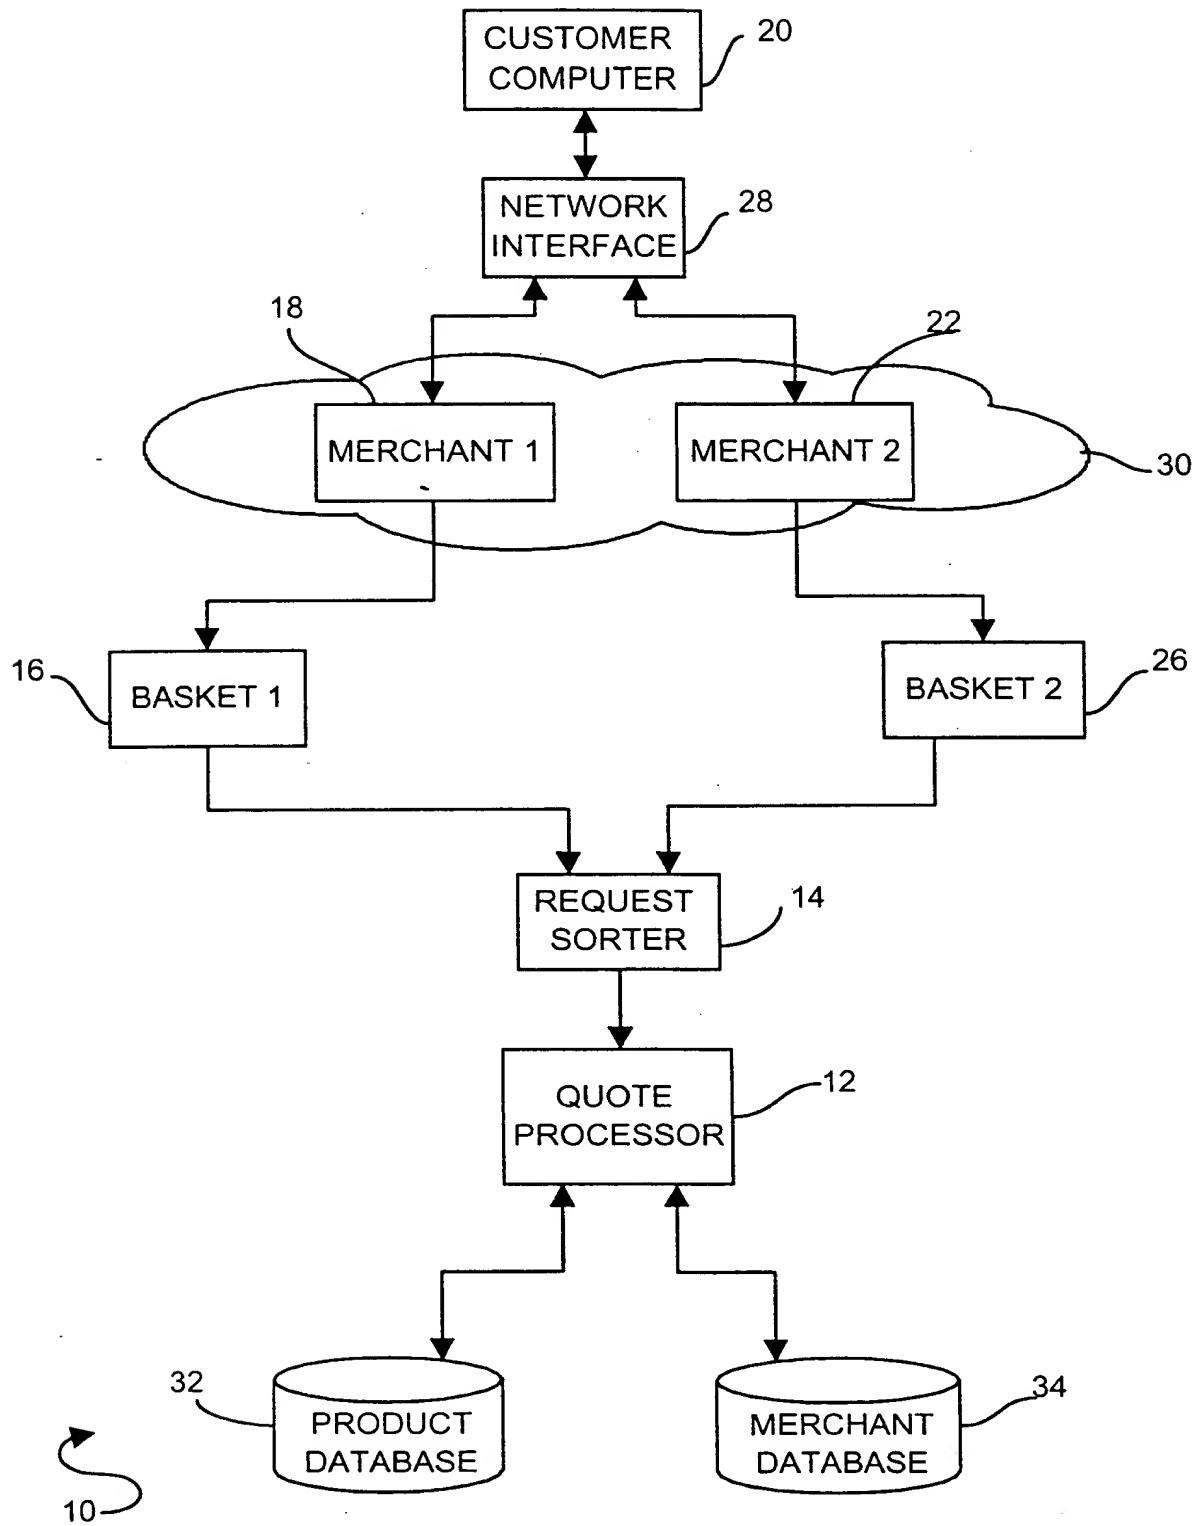 CUSTOMER
COMPUTER
20
NETWORK
INTERFACE
28
18
22
MERCHANT 1
MERCHANT 2
30
16
BASKET 1
BASKET 2
26
REQUEST
SORTER
14
QUOTE
PROCESSOR
12
32
PRODUCT
DATABASE
MERCHANT
DATABASE
34
10